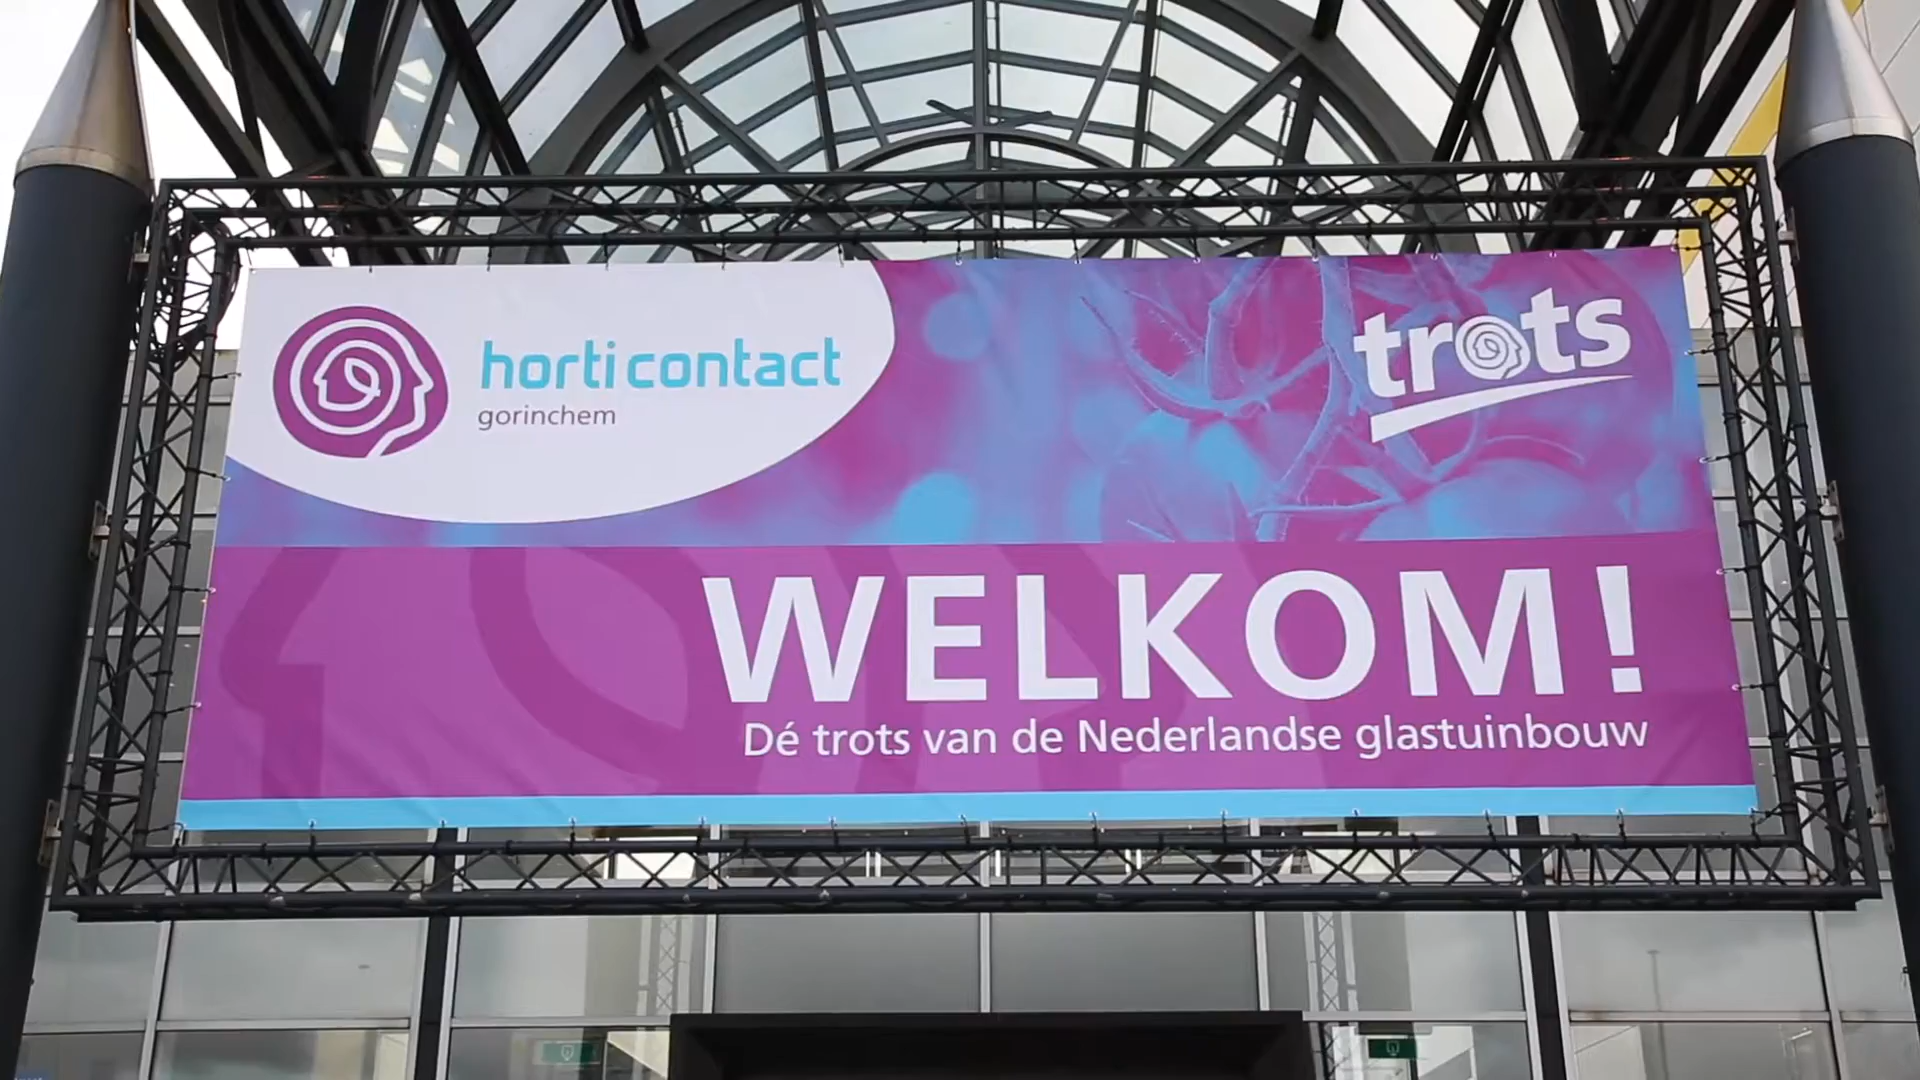 horti contact
gorinchem
trots
WELKOM!
Dé trots van de Nederlandse glastuinbouw